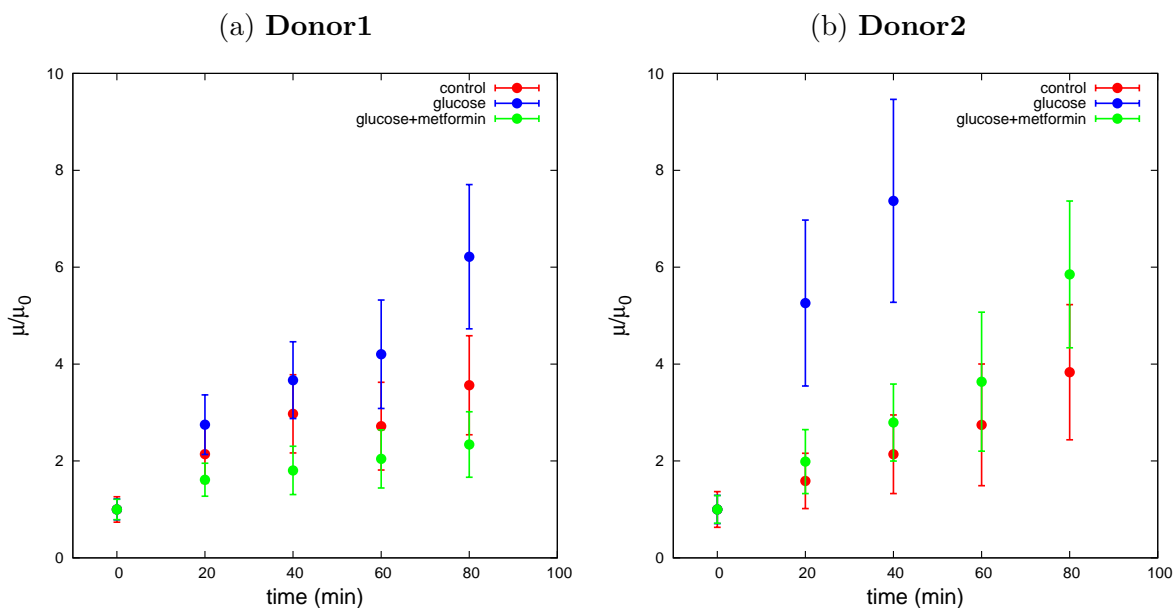 (a) Donor1
10
8
6
4
2
0
μ/μ0
0 20 40 60 80 100
time (min)
control
glucose
glucose+metformin
(b) Donor2
10
8
6
4
2
0
μ/μ0
0 20 40 60 80 100
time (min)
control
glucose
glucose+metformin